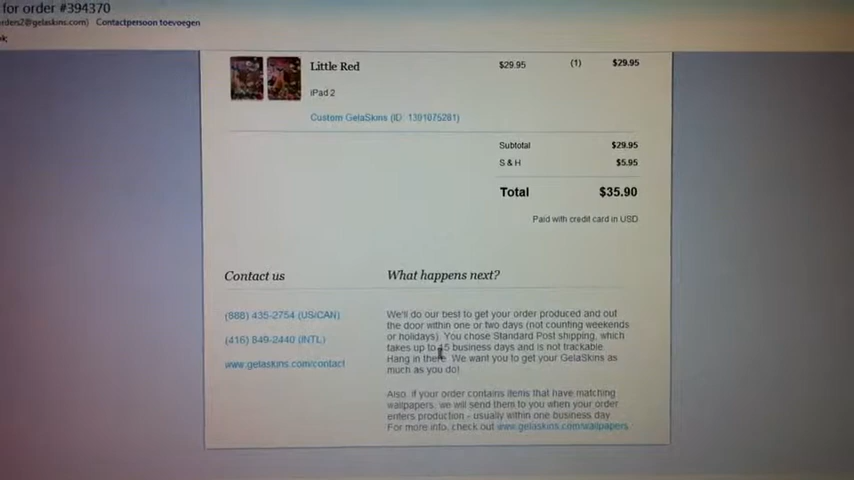 for order #394370
orders2@gelaskins.com) Contactpersoon toevoegen
Little Red $29.95 (1) $29.95
iPad 2
Custom GelaSkins (ID: 1391075281)
Subtotal $29.95
S & H $5.95
Total $35.90
Paid with credit card in USD
Contact us
(888) 435-2754 (US/CAN)
(416) 849-2440 (INTL)
www.gelaskins.com/contact
What happens next?
We'll do our best to get your order produced and out
the door within one or two days (not counting weekends
or holidays). You chose Standard Post shipping, which
takes up to 15 business days and is not trackable.
Hang in there. We want you to get your GelaSkins as
much as you do!
Also, if your order contains items that have matching
wallpapers, we will send them to you when your order
enters production - usually within one business day.
For more info, check out www.gelaskins.com/wallpapers.